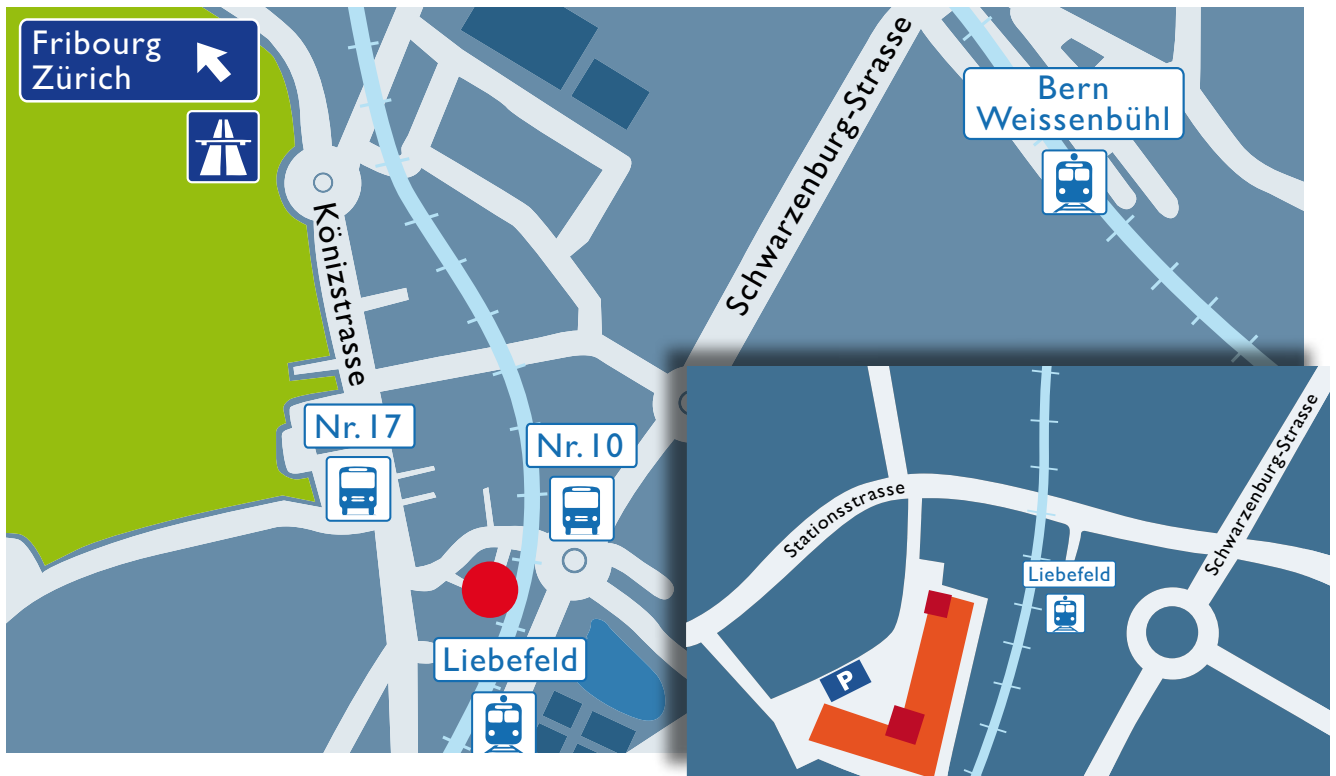 Fribourg
Zürich
Bern
Weissenbühl
Schwarzenburg-Strasse
Könizstrasse
Nr. 17
Nr. 10
Liebefeld
Stationsstrasse
Schwarzenburg-Strasse
Liebefeld
P